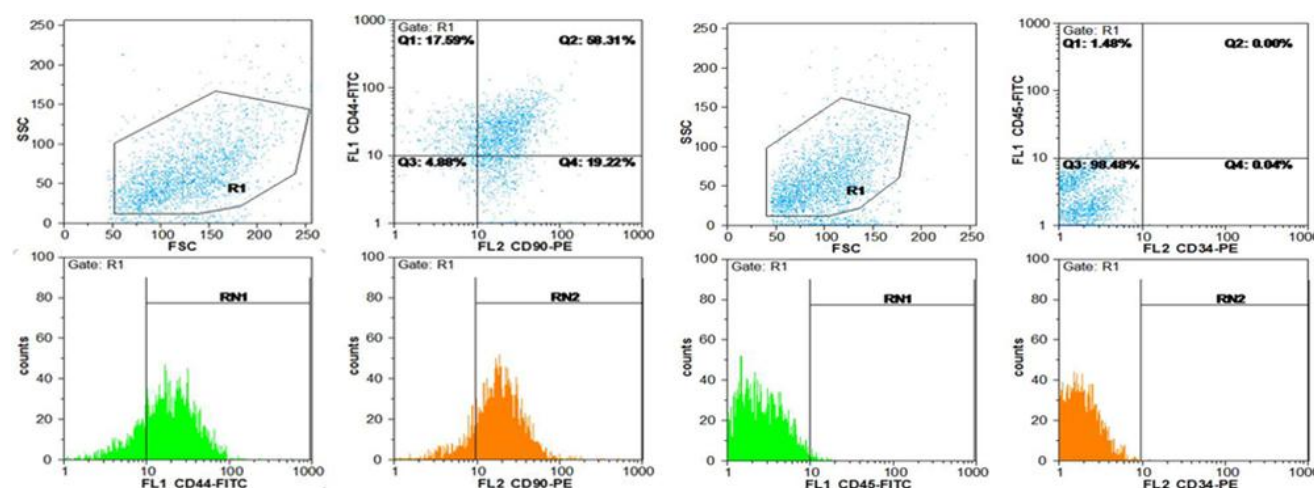 250
200
150
100
50
0
SSC
R1
0 50 100 150 200 250
FSC
1000
100
10
1
FL1 CD44-FITC
Gate: R1
Q1: 17.59% Q2: 58.31%
Q3: 4.88% Q4: 19.22%
1 10 100 1000
FL2 CD90-PE
250
200
150
100
50
0
SSC
R1
0 50 100 150 200 250
FSC
1000
100
10
1
FL1 CD45-FITC
Gate: R1
Q1: 1.48% Q2: 0.00%
Q3: 98.48% Q4: 0.04%
1 10 100 1000
FL2 CD34-PE
100
80
60
40
20
0
counts
Gate: R1
RN1
1 10 100 1000
FL1 CD44-FITC
100
80
60
40
20
0
counts
Gate: R1
RN2
1 10 100 1000
FL2 CD90-PE
100
80
60
40
20
0
counts
Gate: R1
RN1
1 10 100 1000
FL1 CD45-FITC
100
80
60
40
20
0
counts
Gate: R1
RN2
1 10 100 1000
FL2 CD34-PE